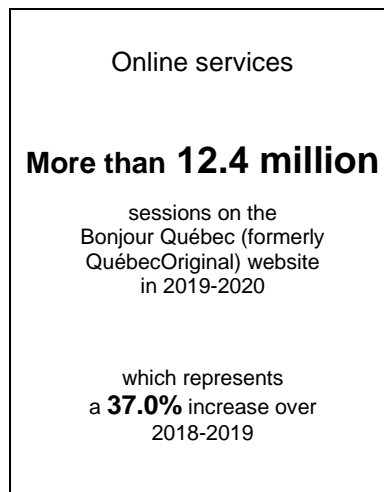 Online services
More than 12.4 million
sessions on the
Bonjour Québec (formerly
QuébecOriginal) website
in 2019-2020
which represents
a 37.0% increase over
2018-2019